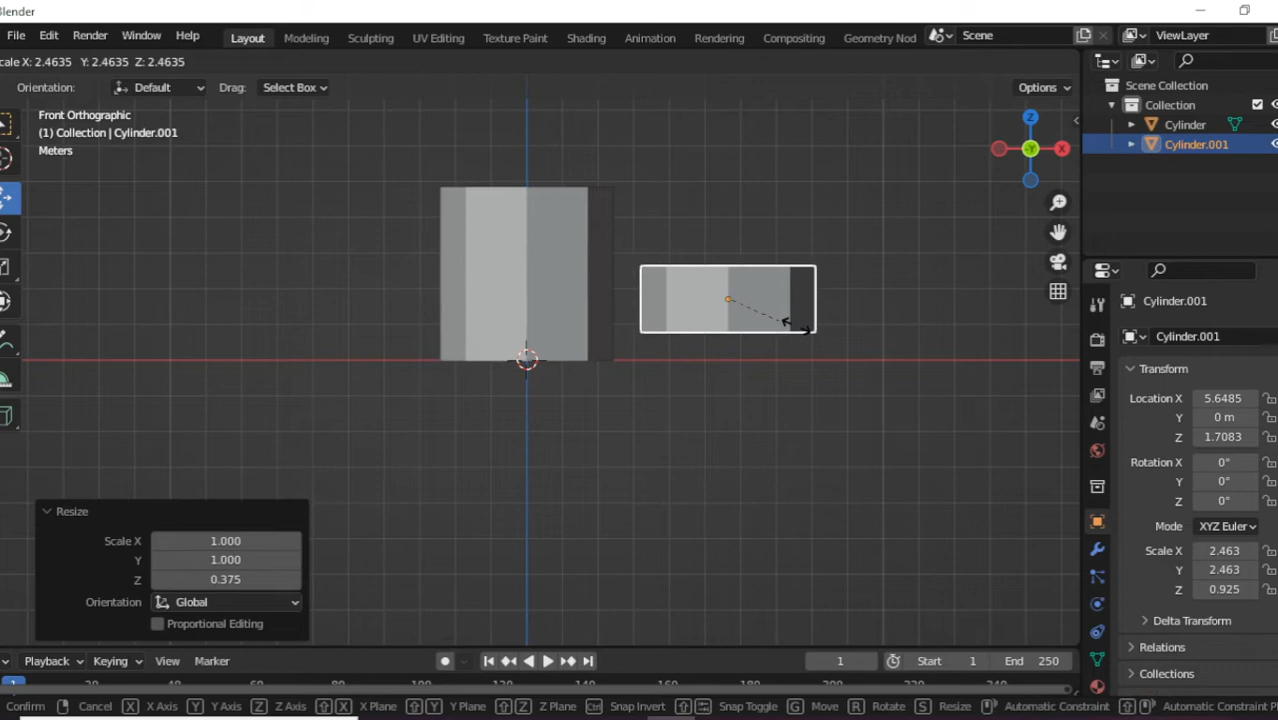 Blender
File Edit Render Window Help Layout Modeling Sculpting UV Editing Texture Paint Shading Animation Rendering Compositing Geometry Nod Scene ViewLayer
cale X: 2.4635 Y: 2.4635 Z: 2.4635
Orientation: Default Drag: Select Box Options
Front Orthographic
(1) Collection | Cylinder.001
Meters
Z
Y
X
Scene Collection
Collection
Cylinder
Cylinder.001
Cylinder.001
Cylinder.001
Transform
Location X 5.6485
Y 0 m
Z 1.7083
Rotation X 0°
Y 0°
Z 0°
Mode XYZ Euler
Scale X 2.463
Y 2.463
Z 0.925
Delta Transform
Relations
Collections
Resize
Scale X 1.000
Y 1.000
Z 0.375
Orientation Global
Proportional Editing
Playback Keying View Marker 1 Start 1 End 250
1
Confirm Cancel X X Axis Y Y Axis Z Z Axis X X Plane Y Y Plane Z Z Plane Ctrl Snap Invert Snap Toggle G Move R Rotate S Resize Automatic Constraint Automatic Constraint P